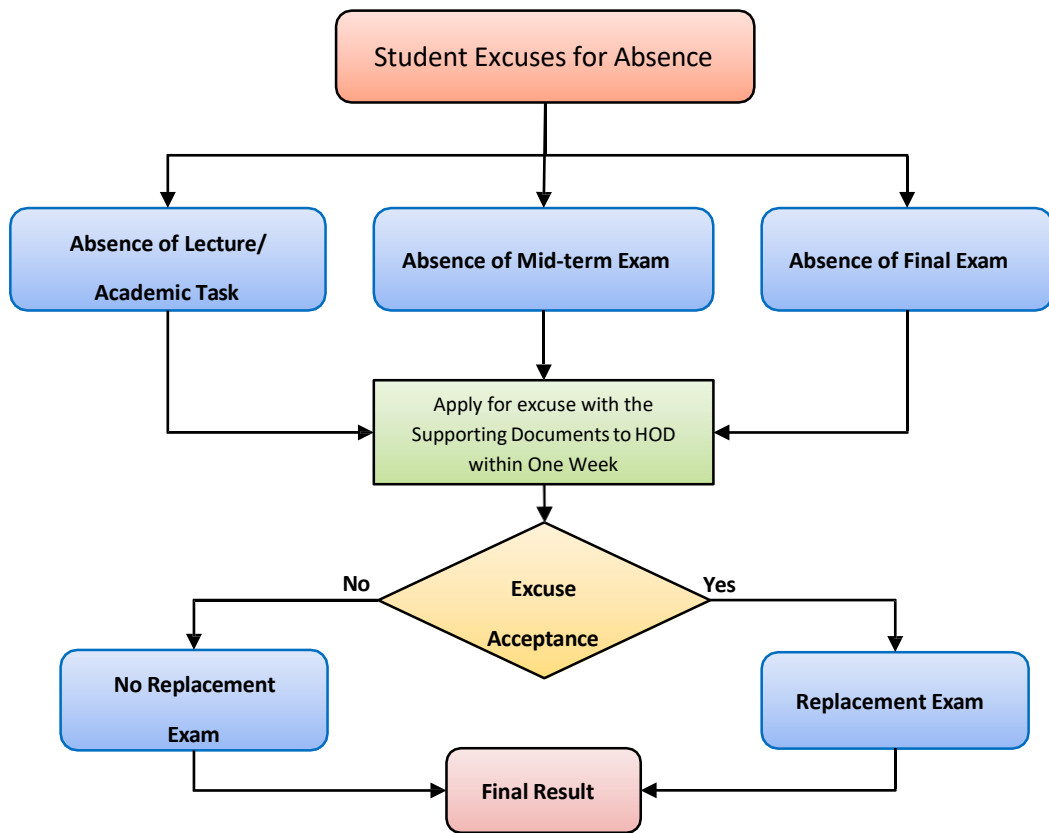 Student Excuses for Absence
Absence of Lecture/
Academic Task
Absence of Mid-term Exam
Absence of Final Exam
Apply for excuse with the
Supporting Documents to HOD
within One Week
No
Yes
Excuse
Acceptance
No Replacement
Exam
Replacement Exam
Final Result